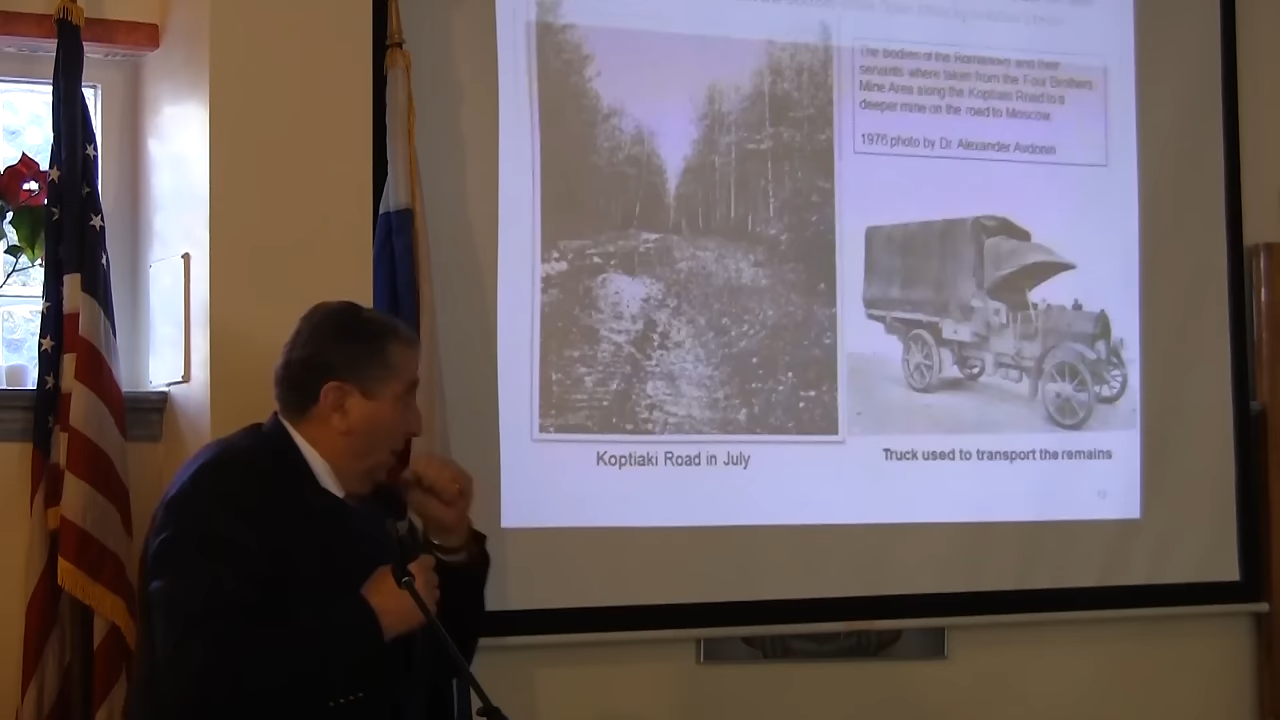 The bodies of the Romanovs and their
servants where taken from the Four Brothers
Mine Area along the Koptiaki Road to a
deeper mine on the road to Moscow.
1976 photo by Dr. Alexander Avdonin
Koptiaki Road in July
Truck used to transport the remains